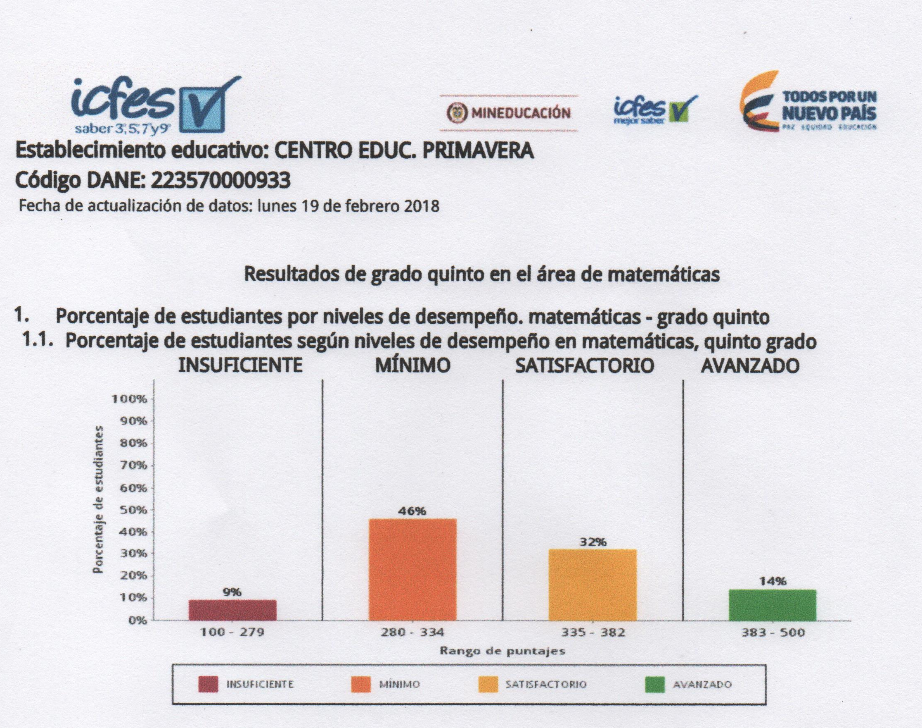 icfes
saber 3°, 5°, 7° y 9°
MINEDUCACIÓN
icfes
mejor saber
TODOS POR UN
NUEVO PAÍS
PAZ EQUIDAD EDUCACIÓN
Establecimiento educativo: CENTRO EDUC. PRIMAVERA
Código DANE: 223570000933
Fecha de actualización de datos: lunes 19 de febrero 2018
Resultados de grado quinto en el área de matemáticas
1. Porcentaje de estudiantes por niveles de desempeño. matemáticas - grado quinto
1.1. Porcentaje de estudiantes según niveles de desempeño en matemáticas, quinto grado
INSUFICIENTE MÍNIMO SATISFACTORIO AVANZADO
Porcentaje de estudiantes
100%
90%
80%
70%
60%
50%
40%
30%
20%
10%
0%
9%
46%
32%
14%
100 - 279 280 - 334 335 - 382 383 - 500
Rango de puntajes
INSUFICIENTE MÍNIMO SATISFACTORIO AVANZADO